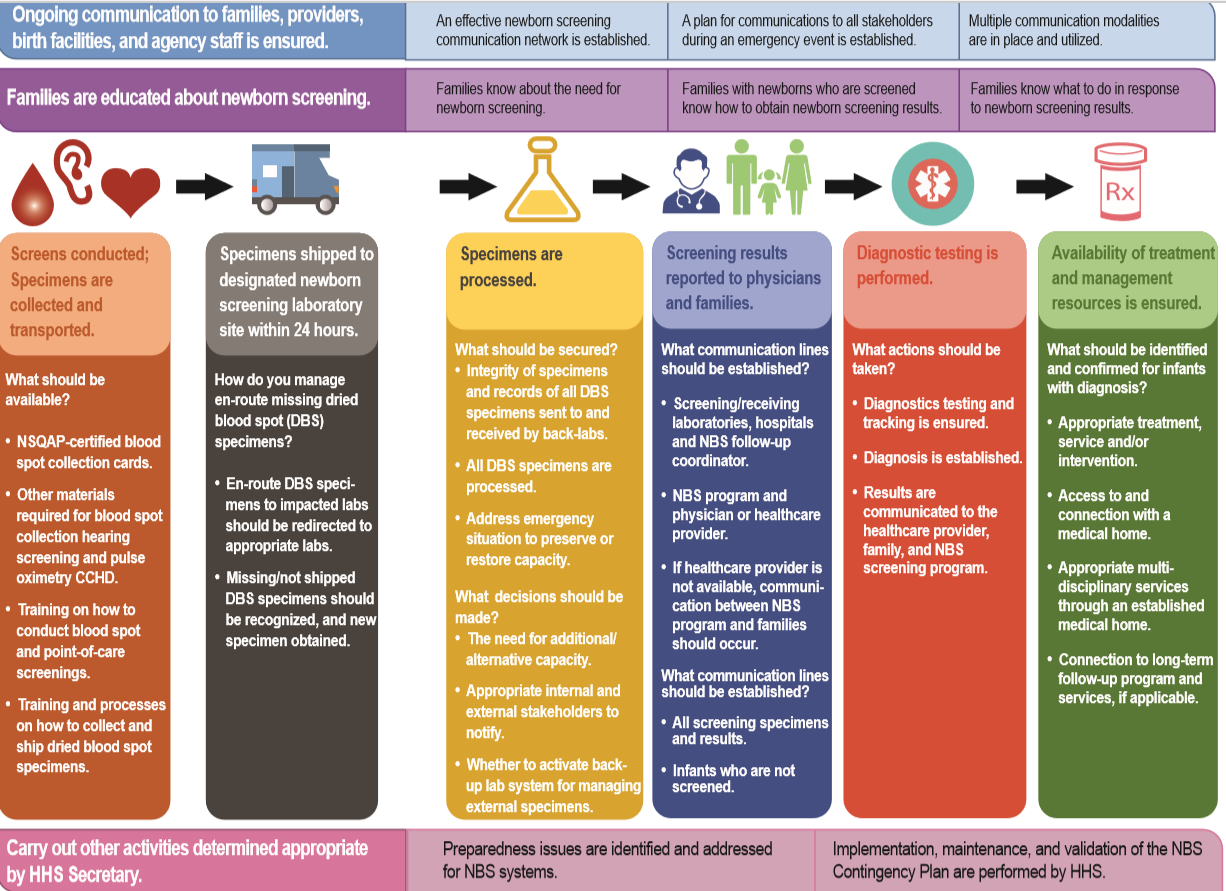 Ongoing communication to families, providers,
birth facilities, and agency staff is ensured.
An effective newborn screening
communication network is established.
A plan for communications to all stakeholders
during an emergency event is established.
Multiple communication modalities
are in place and utilized.
Families are educated about newborn screening.
Families know about the need for
newborn screening.
Families with newborns who are screened
know how to obtain newborn screening results.
Families know what to do in response
to newborn screening results.
Rx
Screens conducted;
Specimens are
collected and
transported.
What should be
available?
• NSQAP-certified blood
spot collection cards.
• Other materials
required for blood spot
collection hearing
screening and pulse
oximetry CCHD.
• Training on how to
conduct blood spot
and point-of-care
screenings.
• Training and processes
on how to collect and
ship dried blood spot
specimens.
Specimens shipped to
designated newborn
screening laboratory
site within 24 hours.
How do you manage
en-route missing dried
blood spot (DBS)
specimens?
• En-route DBS speci-
mens to impacted labs
should be redirected to
appropriate labs.
• Missing/not shipped
DBS specimens should
be recognized, and new
specimen obtained.
Specimens are
processed.
What should be secured?
• Integrity of specimens
and records of all DBS
specimens sent to and
received by back-labs.
• All DBS specimens are
processed.
• Address emergency
situation to preserve or
restore capacity.
What decisions should be
made?
• The need for additional/
alternative capacity.
• Appropriate internal and
external stakeholders to
notify.
• Whether to activate back-
up lab system for managing
external specimens.
Screening results
reported to physicians
and families.
What communication lines
should be established?
• Screening/receiving
laboratories, hospitals
and NBS follow-up
coordinator.
• NBS program and
physician or healthcare
provider.
• If healthcare provider is
not available, communi-
cation between NBS
program and families
should occur.
What communication lines
should be established?
• All screening specimens
and results.
• Infants who are not
screened.
Diagnostic testing is
performed.
What actions should be
taken?
• Diagnostics testing and
tracking is ensured.
• Diagnosis is established.
• Results are
communicated to the
healthcare provider,
family, and NBS
screening program.
Availability of treatment
and management
resources is ensured.
What should be identified
and confirmed for infants
with diagnosis?
• Appropriate treatment,
service and/or
intervention.
• Access to and
connection with a
medical home.
• Appropriate multi-
disciplinary services
through an established
medical home.
• Connection to long-term
follow-up program and
services, if applicable.
Carry out other activities determined appropriate
by HHS Secretary.
Preparedness issues are identified and addressed
for NBS systems.
Implementation, maintenance, and validation of the NBS
Contingency Plan are performed by HHS.